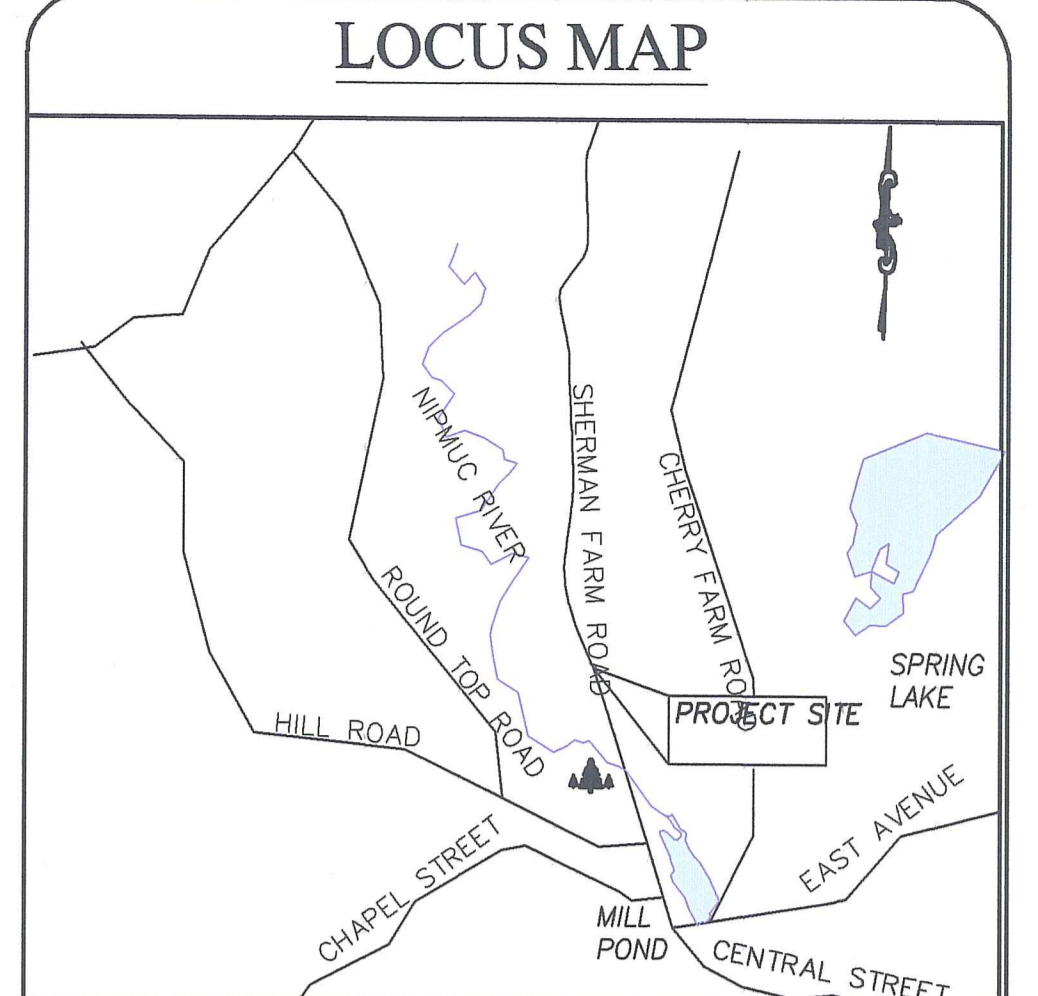 LOCUS MAP
NIPMUC RIVER
SHERMAN FARM ROAD
CHERRY FARM ROAD
ROUND TOP ROAD
SPRING
LAKE
PROJECT SITE
HILL ROAD
EAST AVENUE
CHAPEL STREET
MILL
POND
CENTRAL STREET